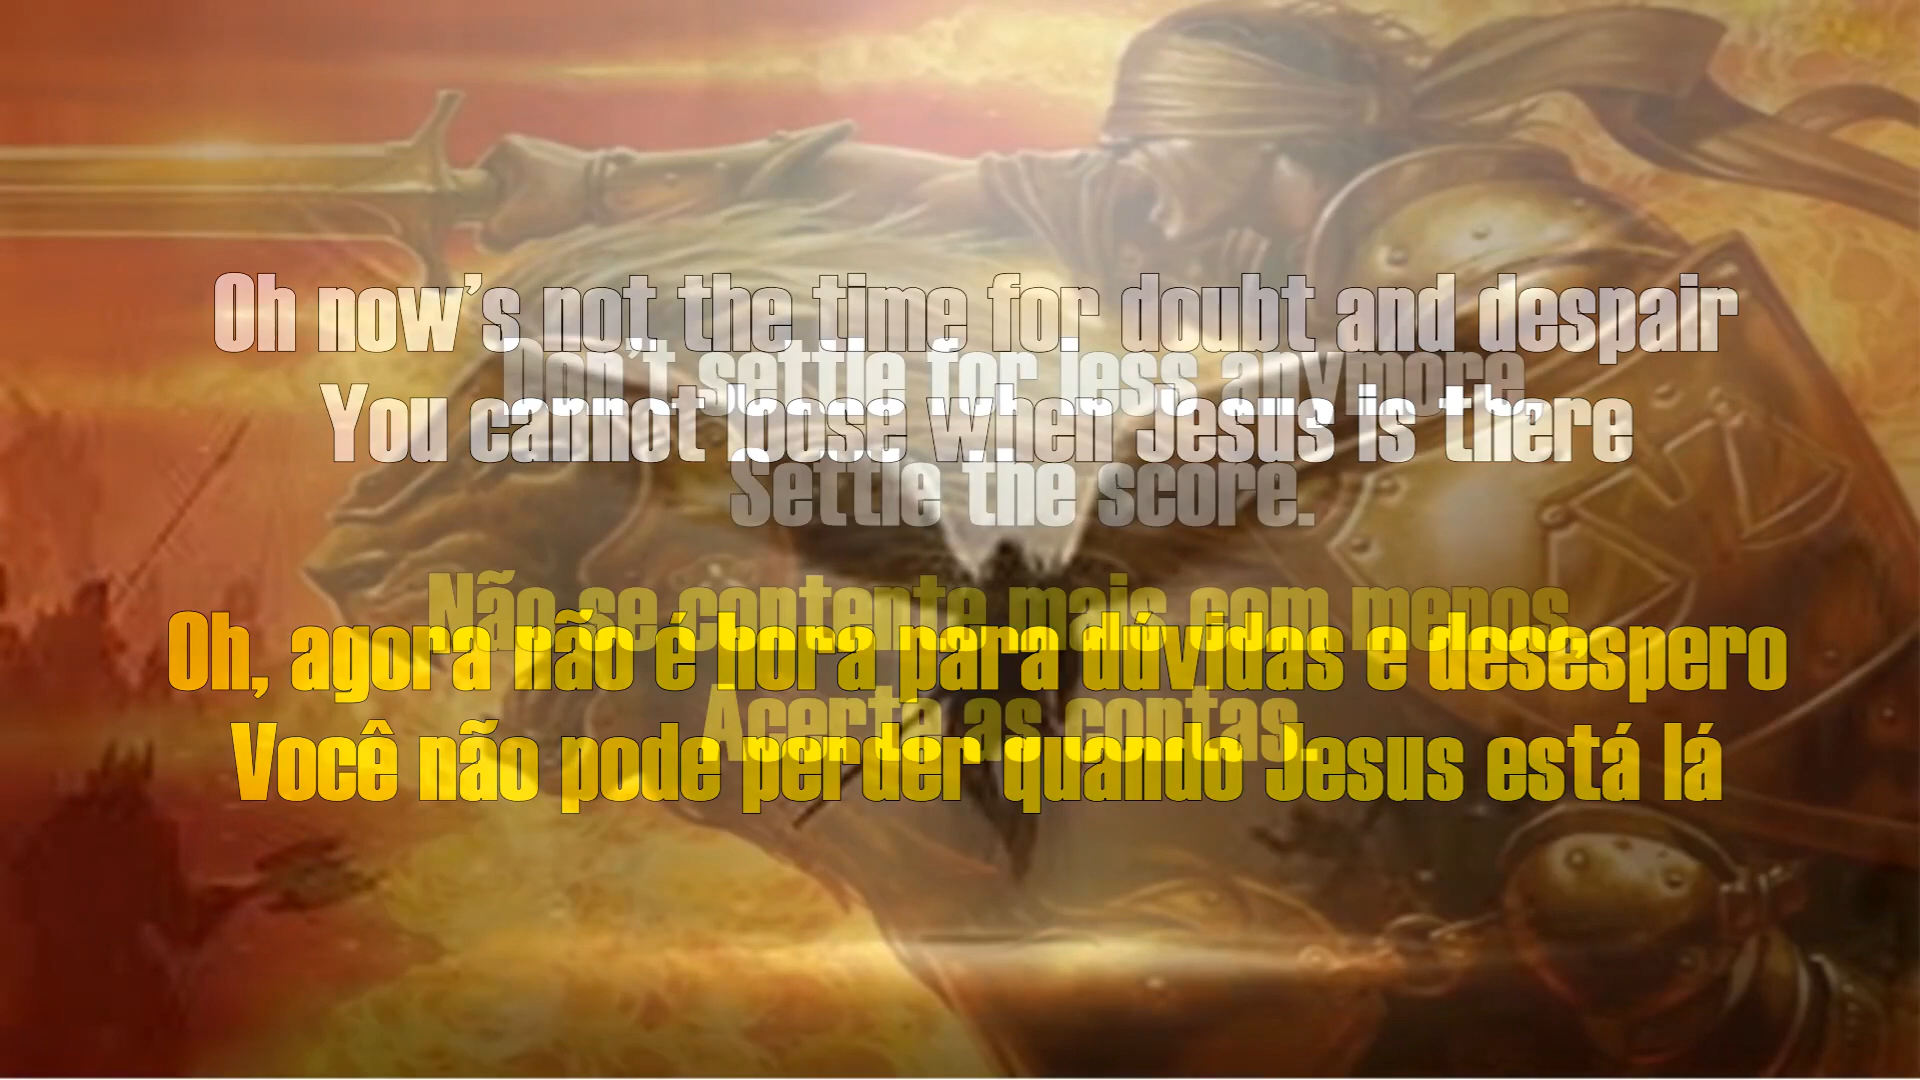 Oh now's not the time for doubt and despair
Don't settle for less anymore,
You cannot loose when Jesus is there
Settle the score.
Não se contente mais com menos,
Oh, agora não é hora para dúvidas e desespero
Acerta as contas.
Você não pode perder quando Jesus está lá